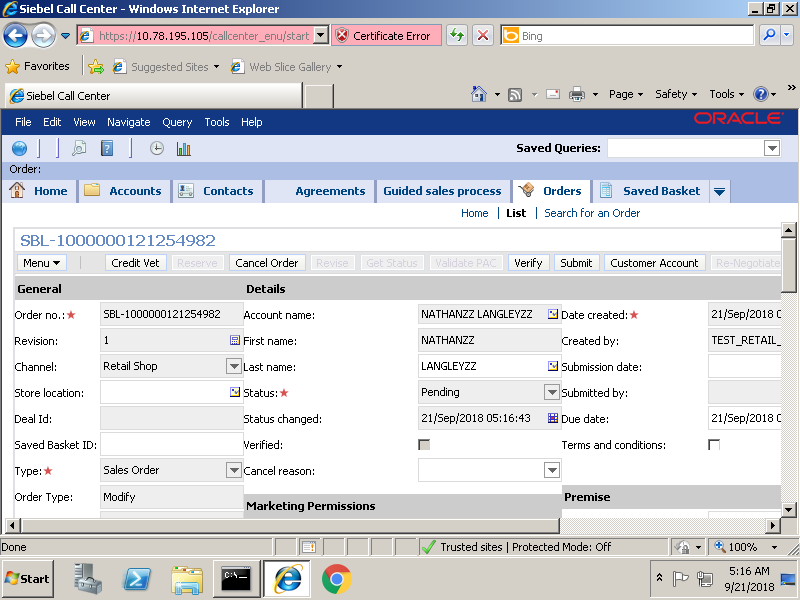 Siebel Call Center - Windows Internet Explorer
https://10.78.195.105/callcenter_enu/start
Certificate Error
Bing
Favorites
Suggested Sites
Web Slice Gallery
Siebel Call Center
Page
Safety
Tools
File Edit View Navigate Query Tools Help
ORACLE
Saved Queries:
Order:
Home Accounts Contacts Agreements Guided sales process Orders Saved Basket
Home | List | Search for an Order
SBL-1000000121254982
Menu Credit Vet Reserve Cancel Order Revise Get Status Validate PAC Verify Submit Customer Account Re-Negotiate
General Details
Order no.:* SBL-1000000121254982 Account name: NATHANZZ LANGLEYZZ Date created:* 21/Sep/2018 0
Revision: 1 First name: NATHANZZ Created by: TEST_RETAIL_
Channel: Retail Shop Last name: LANGLEYZZ Submission date:
Store location: Status:* Pending Submitted by:
Deal Id: Status changed: 21/Sep/2018 05:16:43 Due date: 21/Sep/2018 0
Saved Basket ID: Verified: Terms and conditions:
Type:* Sales Order Cancel reason:
Order Type: Modify Marketing Permissions Premise
Done Trusted sites | Protected Mode: Off 100%
Start
C:\
5:16 AM
9/21/2018